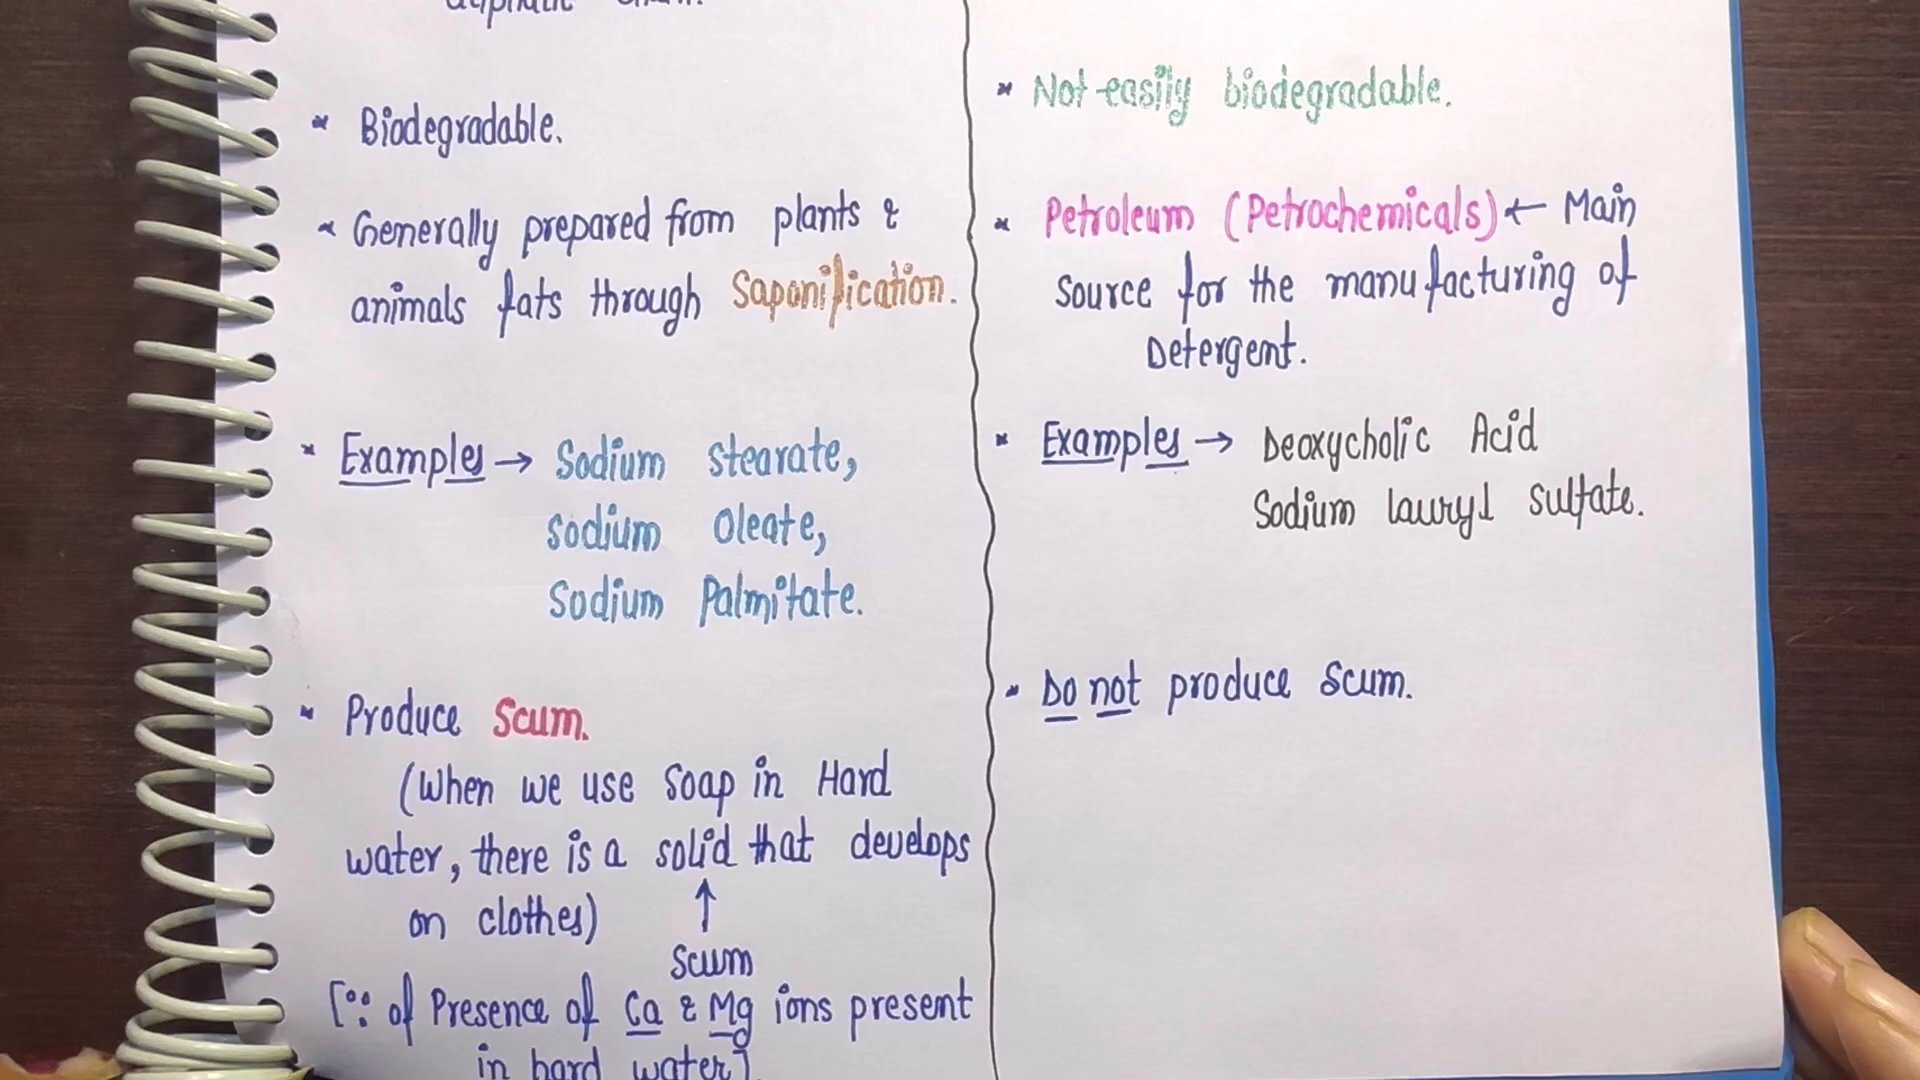 aliphatic chain.
* Biodegradable.
* Generally prepared from plants &
animals fats through Saponification.
* Examples → Sodium stearate,
Sodium Oleate,
Sodium Palmitate.
* Produce Scum.
(When we use Soap in Hard
water, there is a solid that develops
on clothes) ↑
Scum
[∵ of Presence of Ca & Mg ions present
in hard water]
* Not easily biodegradable.
* Petroleum (Petrochemicals) ← Main
Source for the manufacturing of
Detergent.
* Examples → Deoxycholic Acid
Sodium lauryl sulfate.
* Do not produce Scum.